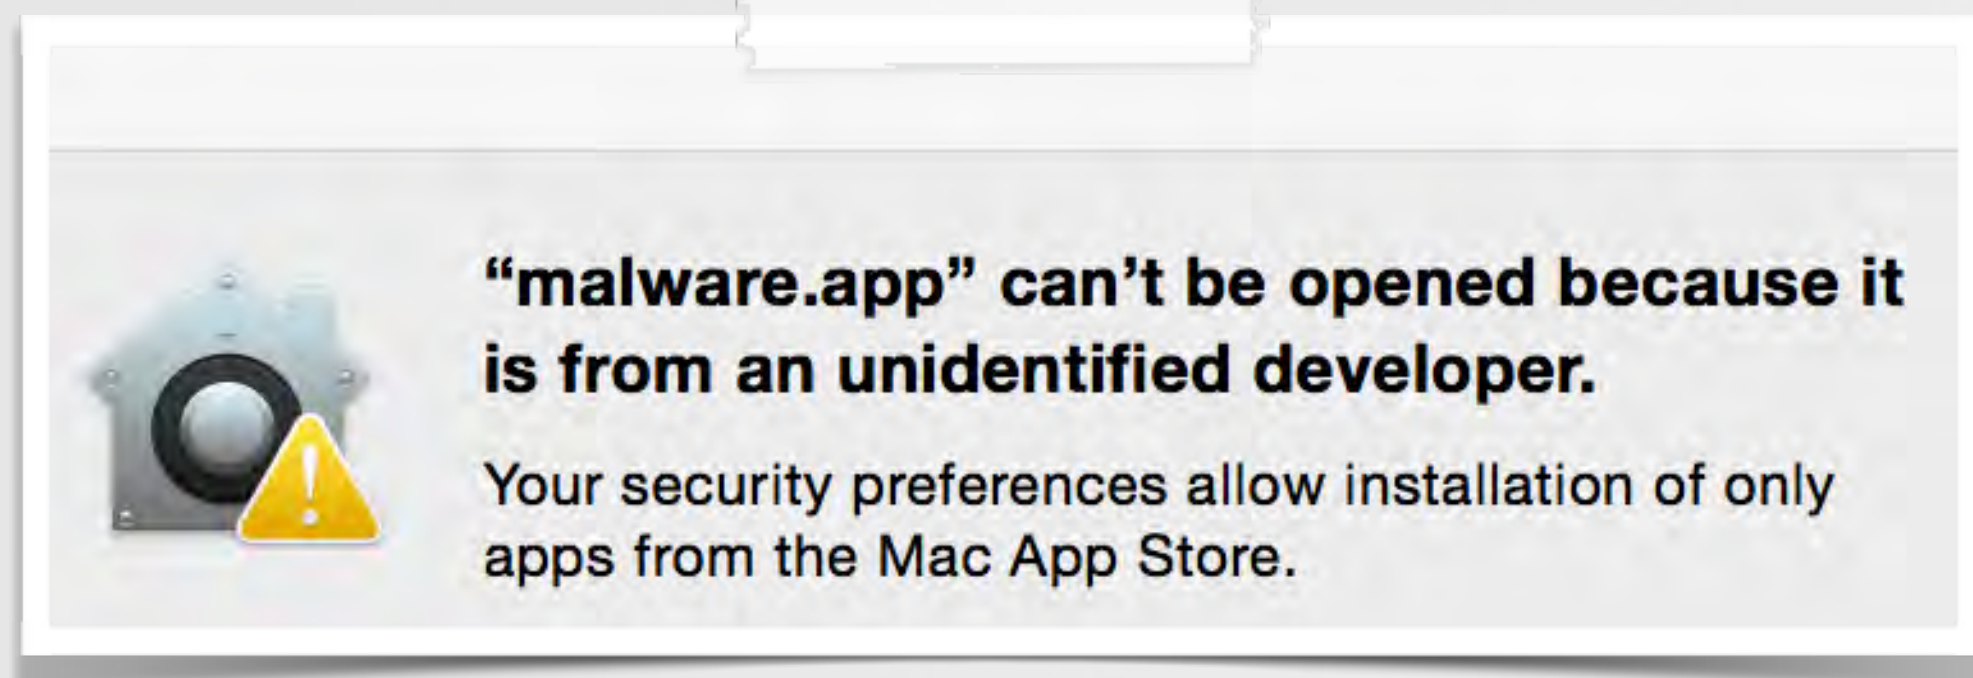 “malware.app” can’t be opened because it
is from an unidentified developer.
Your security preferences allow installation of only
apps from the Mac App Store.